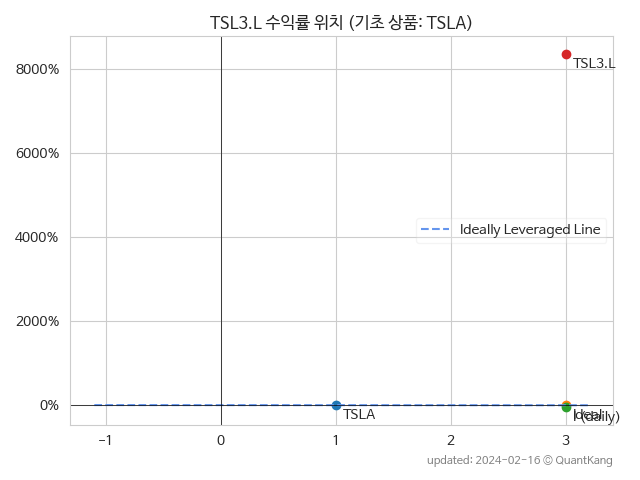 TSL3.L 수익률 위치 (기초 상품: TSLA)
8000%
TSL3.L
6000%
4000%
Ideally Leveraged Line
2000%
0%
TSLA
(daily)
−1
0
1
2
3
updated: 2024-02-16 © QuantKang